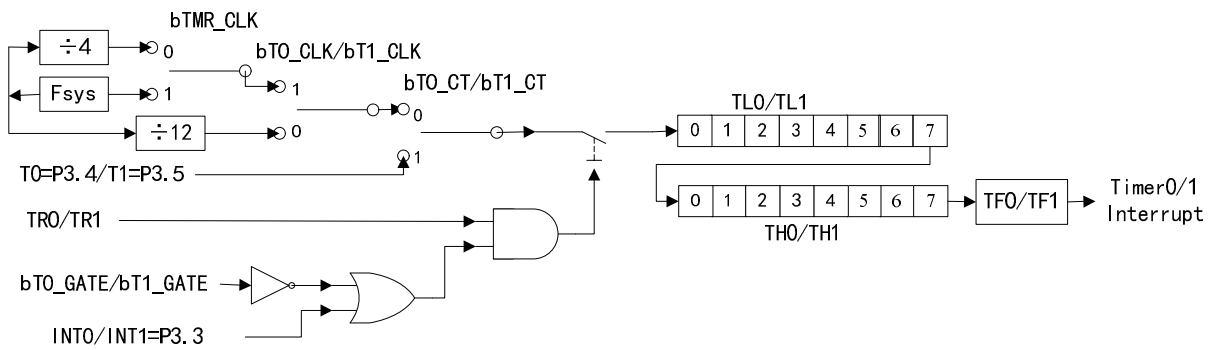 bTMR_CLK
÷4
0
bT0_CLK/bT1_CLK
Fsys
1
1
bT0_CT/bT1_CT
÷12
0
0
TL0/TL1
0 1 2 3 4 5 6 7
1
T0=P3.4/T1=P3.5
TR0/TR1
0 1 2 3 4 5 6 7
TF0/TF1
Timer0/1
Interrupt
TH0/TH1
bT0_GATE/bT1_GATE
INT0/INT1=P3.3